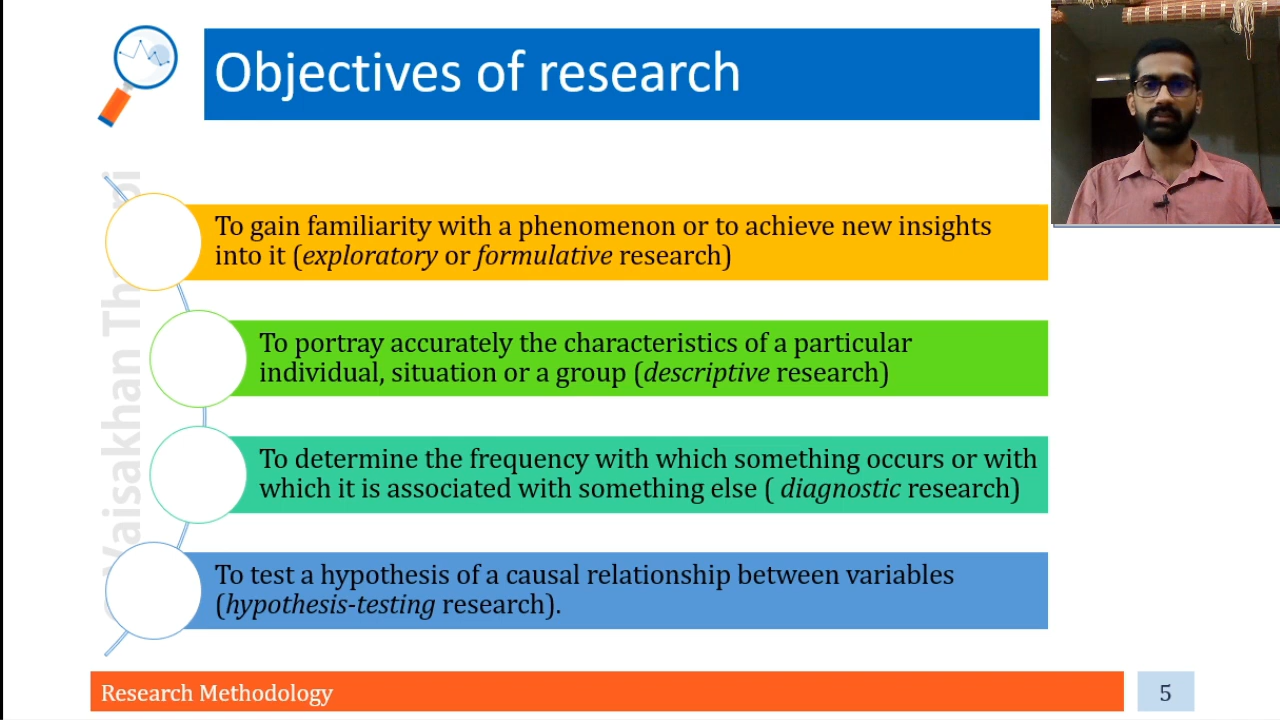 Objectives of research
To gain familiarity with a phenomenon or to achieve new insights
into it (exploratory or formulative research)
To portray accurately the characteristics of a particular
individual, situation or a group (descriptive research)
To determine the frequency with which something occurs or with
which it is associated with something else ( diagnostic research)
To test a hypothesis of a causal relationship between variables
(hypothesis-testing research).
Vaisakhan
Research Methodology
5